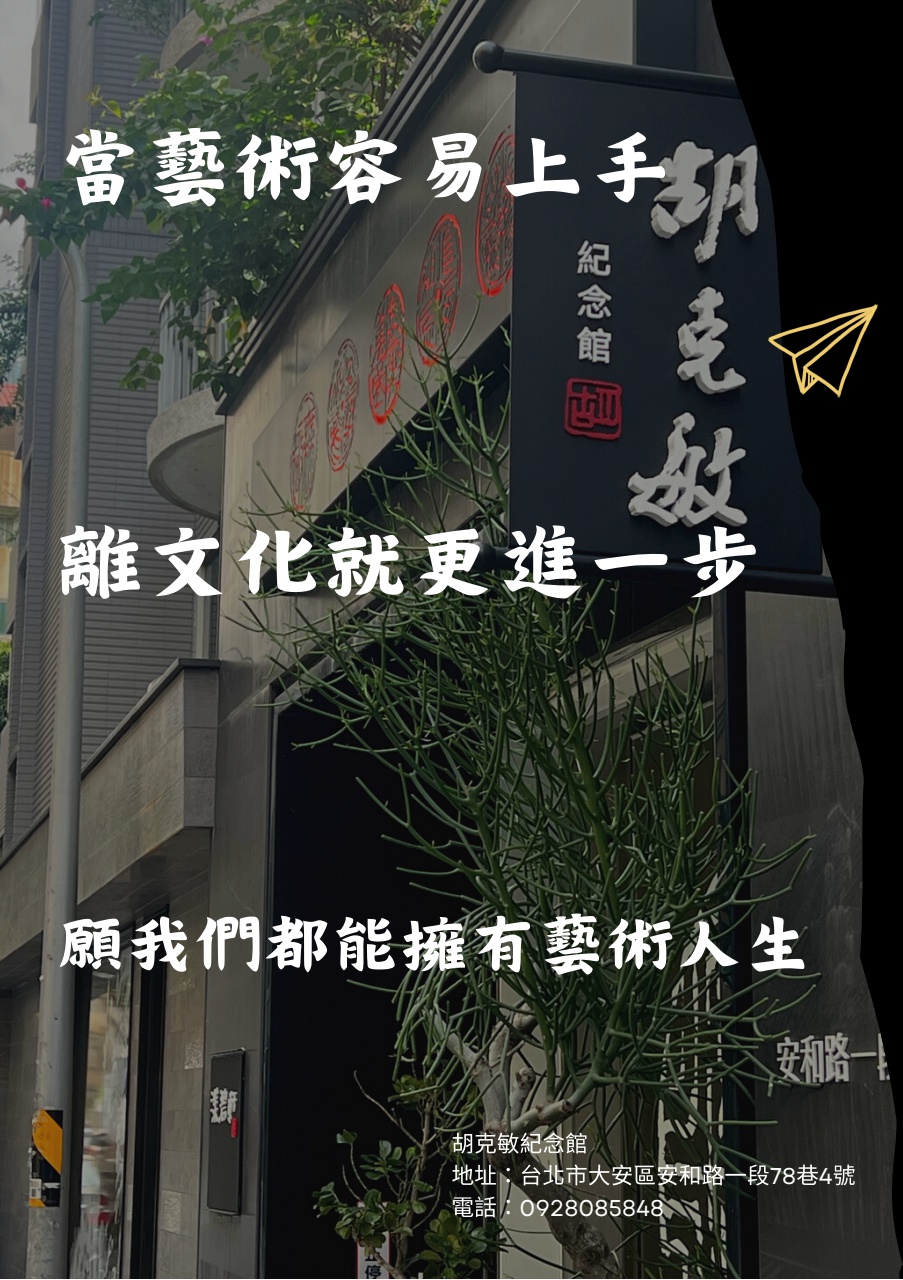 當藝術容易上手
胡克敏
紀念館
胡
離文化就更進一步
願我們都能擁有藝術人生
安和路一段
胡克敏紀念館
地址：台北市大安區安和路一段78巷4號
電話：0928085848
停